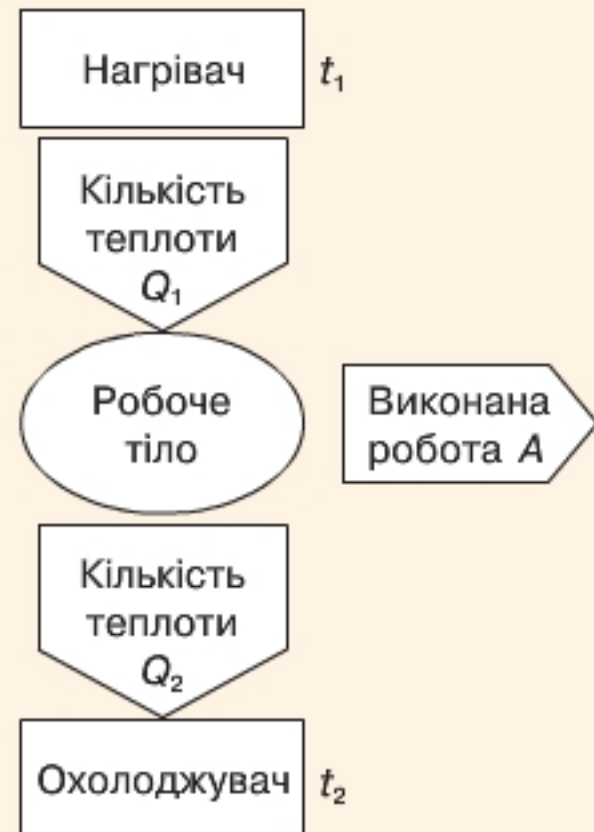 Нагрівач t₁
Кількість
теплоти
Q₁
Робоче
тіло
Виконана
робота A
Кількість
теплоти
Q₂
Охолоджувач t₂